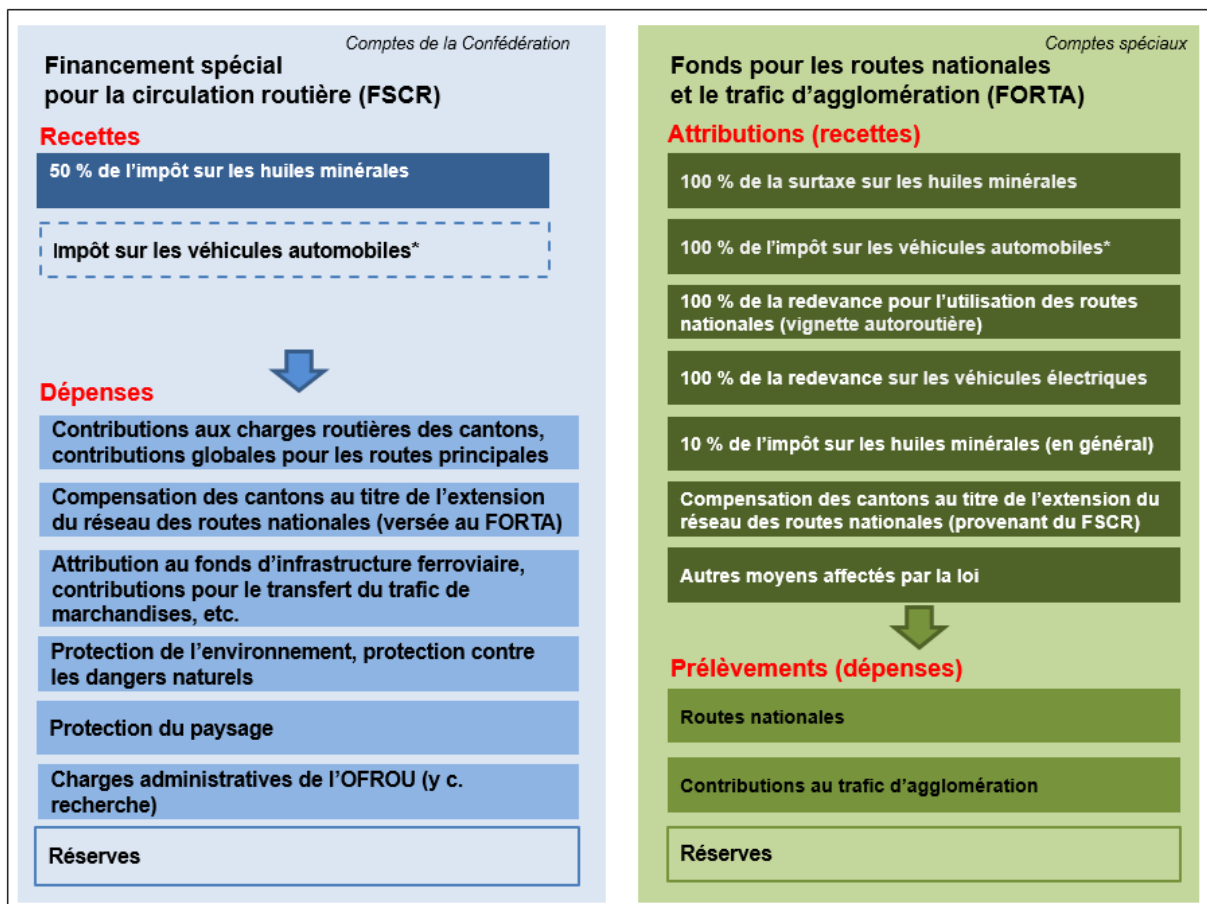 Comptes de la Confédération
Financement spécial
pour la circulation routière (FSCR)
Recettes
50 % de l'impôt sur les huiles minérales
Impôt sur les véhicules automobiles*
Dépenses
Contributions aux charges routières des cantons,
contributions globales pour les routes principales
Compensation des cantons au titre de l'extension
du réseau des routes nationales (versée au FORTA)
Attribution au fonds d'infrastructure ferroviaire,
contributions pour le transfert du trafic de
marchandises, etc.
Protection de l'environnement, protection contre
les dangers naturels
Protection du paysage
Charges administratives de l'OFROU (y c.
recherche)
Réserves
Comptes spéciaux
Fonds pour les routes nationales
et le trafic d'agglomération (FORTA)
Attributions (recettes)
100 % de la surtaxe sur les huiles minérales
100 % de l'impôt sur les véhicules automobiles*
100 % de la redevance pour l'utilisation des routes
nationales (vignette autoroutière)
100 % de la redevance sur les véhicules électriques
10 % de l'impôt sur les huiles minérales (en général)
Compensation des cantons au titre de l'extension du
réseau des routes nationales (provenant du FSCR)
Autres moyens affectés par la loi
Prélèvements (dépenses)
Routes nationales
Contributions au trafic d'agglomération
Réserves